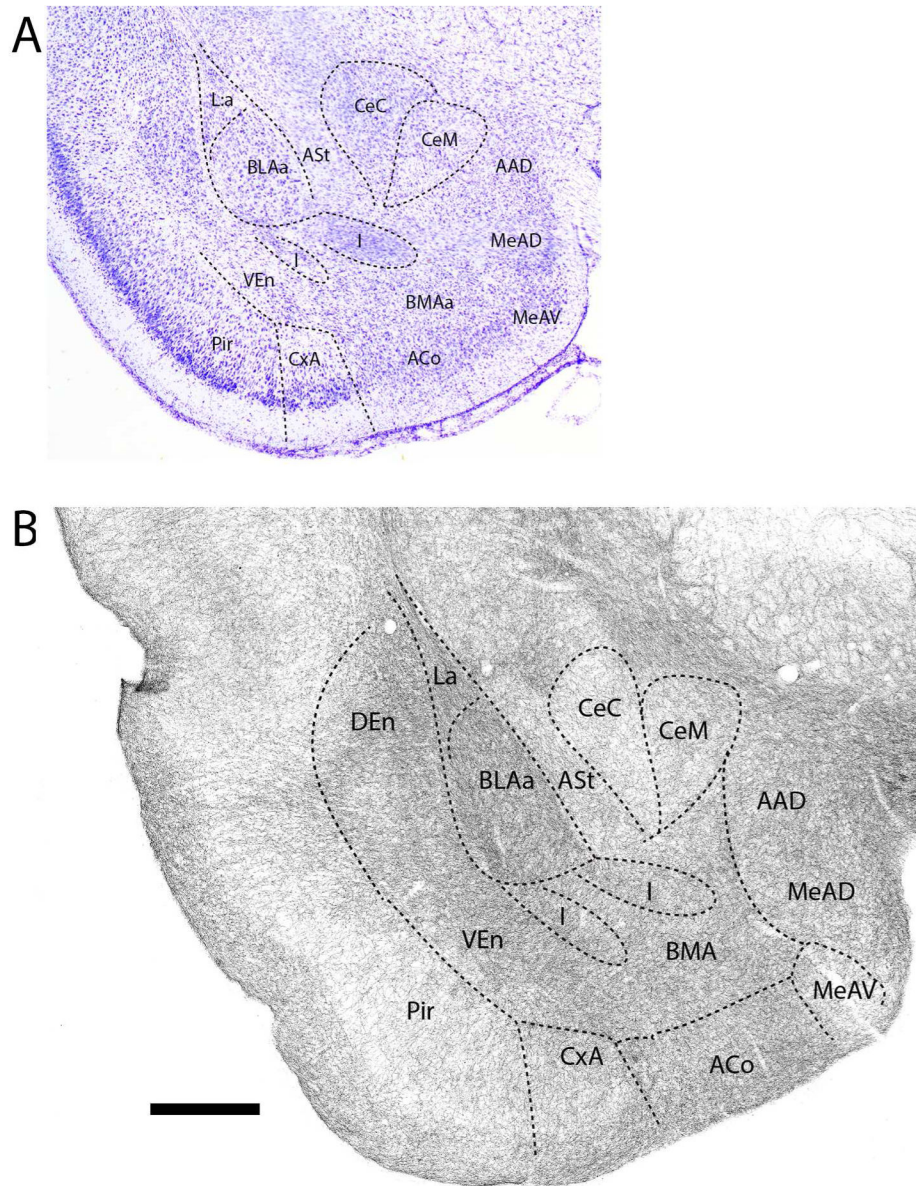 A
L:a
CeC
CeM
BLAa
ASt
AAD
I
I
MeAD
VEn
BMAa
MeAV
Pir
CxA
ACo
B
La
DEn
CeC
CeM
BLAa
ASt
AAD
I
I
MeAD
VEn
BMA
MeAV
Pir
CxA
ACo